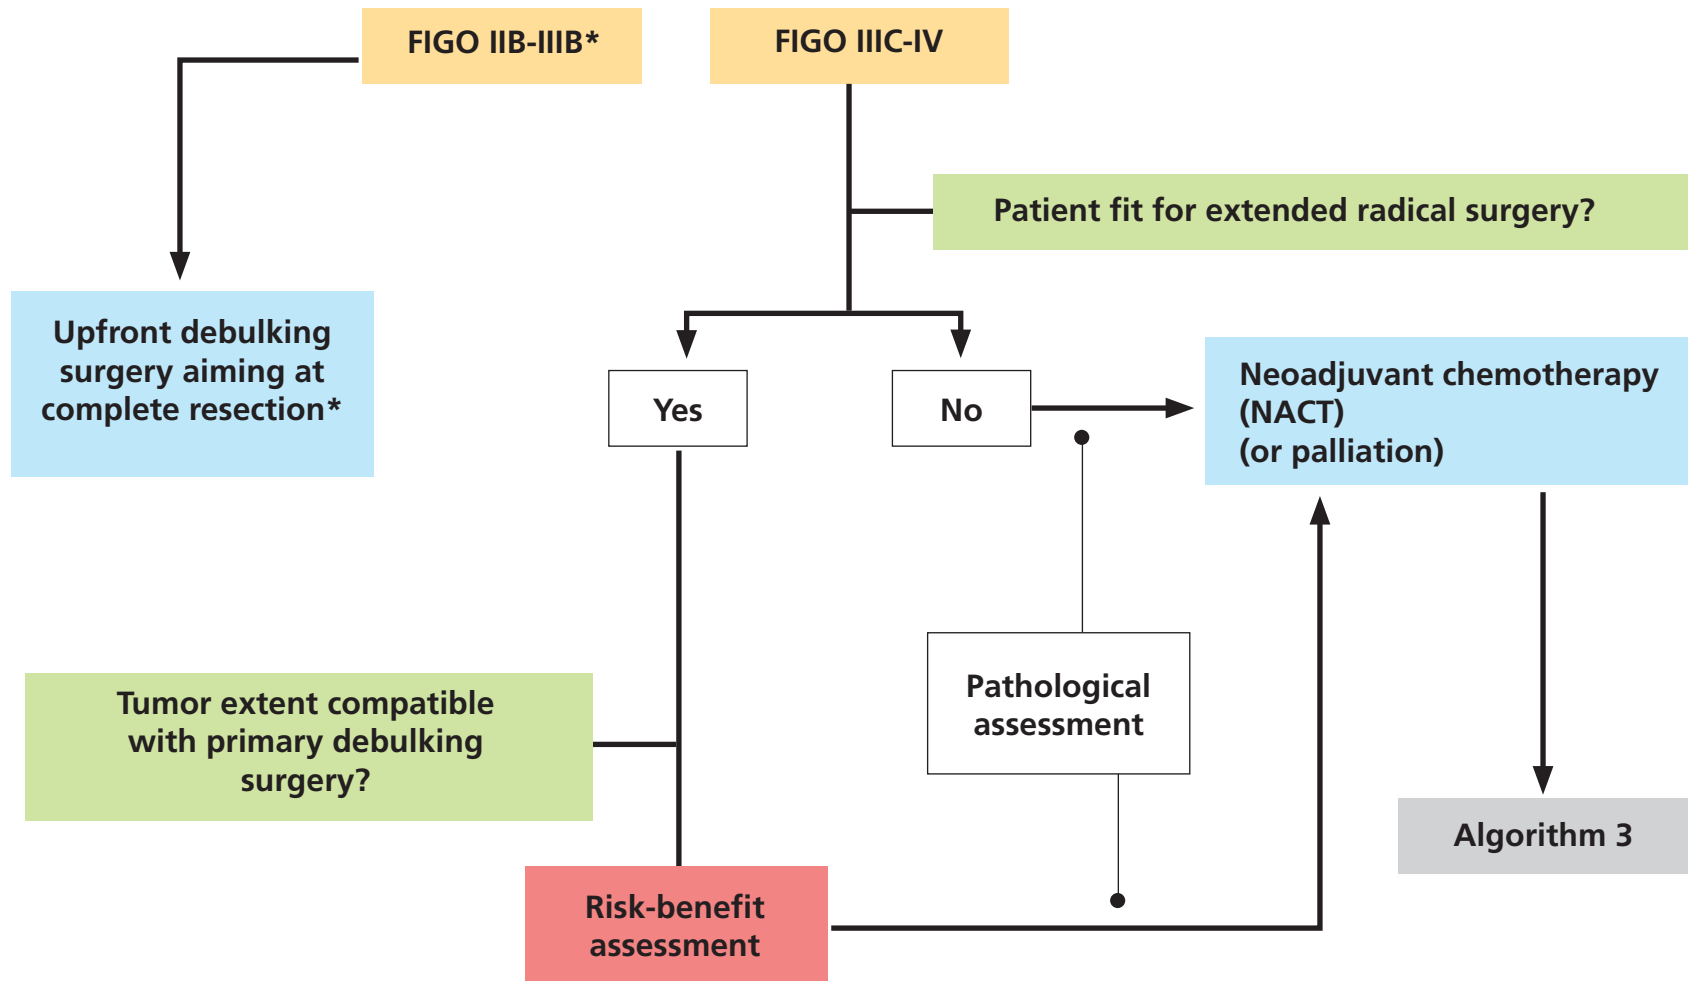 FIGO IIB-IIIB*
FIGO IIIC-IV
Patient fit for extended radical surgery?
Upfront debulking
surgery aiming at
complete resection*
Yes
No
Neoadjuvant chemotherapy
(NACT)
(or palliation)
Pathological
assessment
Tumor extent compatible
with primary debulking
surgery?
Algorithm 3
Risk-benefit
assessment